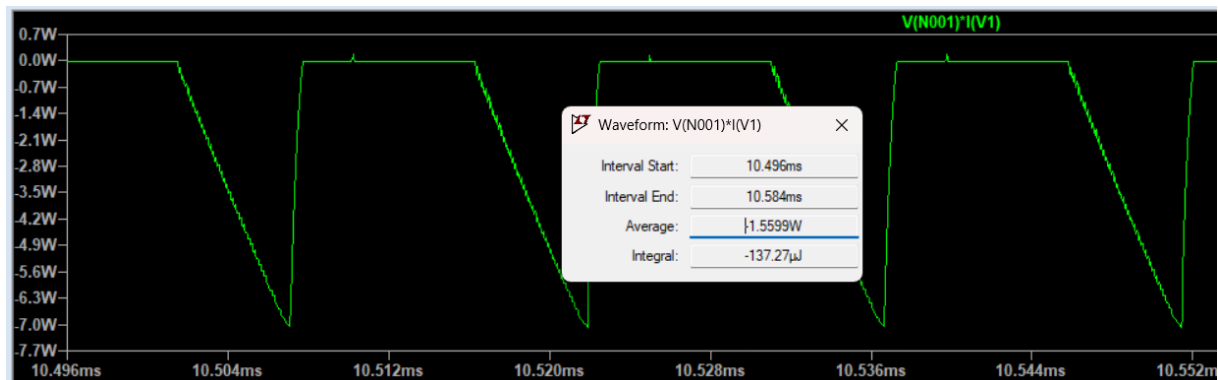 V(N001)*I(V1)
0.7W
0.0W
-0.7W
-1.4W
-2.1W
-2.8W
-3.5W
-4.2W
-4.9W
-5.6W
-6.3W
-7.0W
-7.7W
Waveform: V(N001)*I(V1)
Interval Start: 10.496ms
Interval End: 10.584ms
Average: -1.5599W
Integral: -137.27µJ
10.496ms 10.504ms 10.512ms 10.520ms 10.528ms 10.536ms 10.544ms 10.552ms